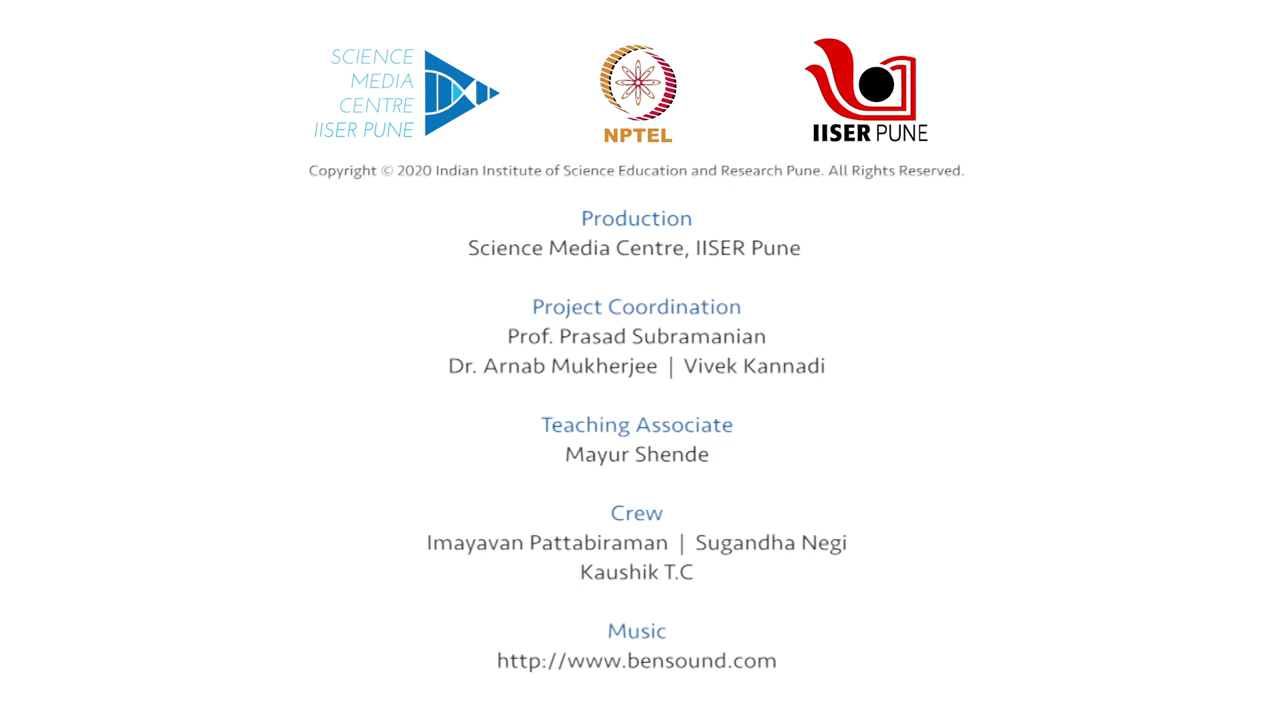 SCIENCE
MEDIA
CENTRE
IISER PUNE
NPTEL
IISER PUNE
Copyright © 2020 Indian Institute of Science Education and Research Pune. All Rights Reserved.
Production
Science Media Centre, IISER Pune
Project Coordination
Prof. Prasad Subramanian
Dr. Arnab Mukherjee | Vivek Kannadi
Teaching Associate
Mayur Shende
Crew
Imayavan Pattabiraman | Sugandha Negi
Kaushik T.C
Music
http://www.bensound.com